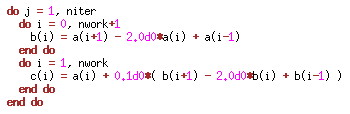 do j = 1, niter
  do i = 0, nwork+1
    b(i) = a(i+1) - 2.0d0*a(i) + a(i-1)
  end do
  do i = 1, nwork
    c(i) = a(i) + 0.1d0*( b(i+1) - 2.0d0*b(i) + b(i-1) )
  end do
end do